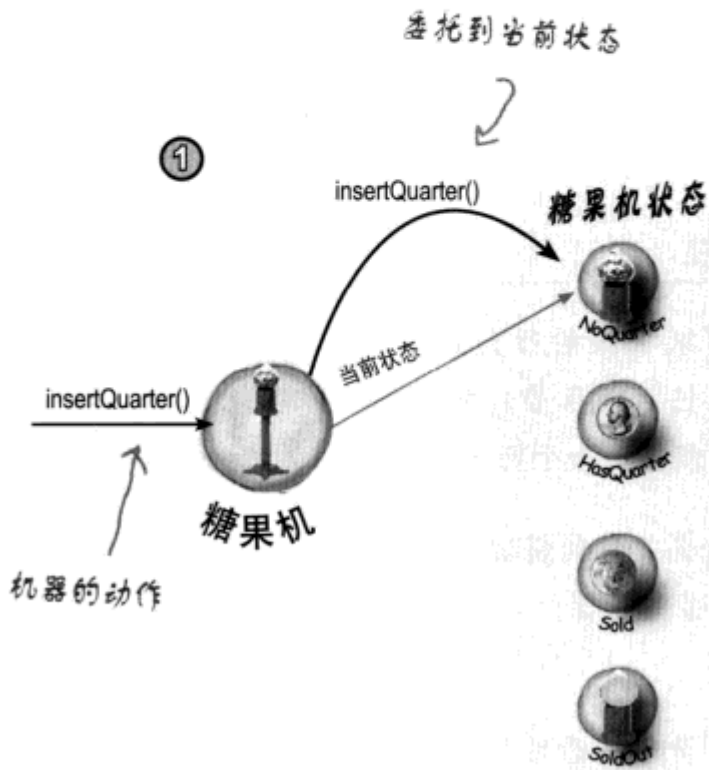 委托到当前状态
1
insertQuarter()
糖果机状态
NoQuarter
当前状态
insertQuarter()
HasQuarter
糖果机
机器的动作
Sold
SoldOut